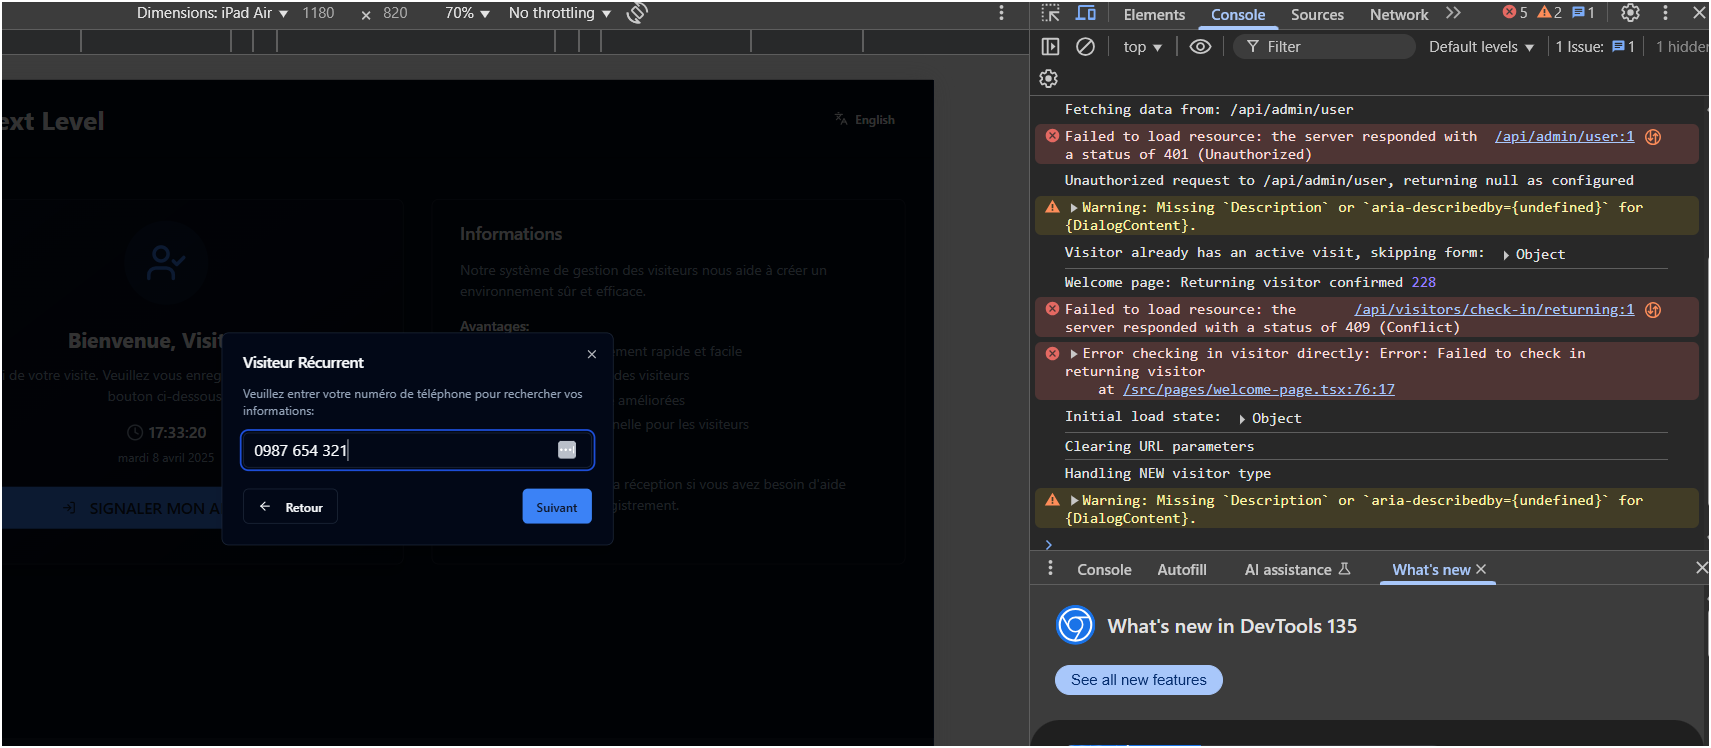 Dimensions: iPad Air ▼ 1180 × 820 70% ▼ No throttling ▼
Elements Console Sources Network 5 2 1
top ▼ Filter Default levels ▼ 1 Issue: 1 1 hidden
ext Level
English
Bienvenue, Visit
i de votre visite. Veuillez vous enreg
bouton ci-dessous
17:33:20
mardi 8 avril 2025
SIGNALER MON A
Informations
Notre système de gestion des visiteurs nous aide à créer un
environnement sûr et efficace.
Avantages:
ment rapide et facile
des visiteurs
améliorées
nelle pour les visiteurs
a réception si vous avez besoin d'aide
gistrement.
Visiteur Récurrent
Veuillez entrer votre numéro de téléphone pour rechercher vos
informations:
0987 654 321
Retour
Suivant
Fetching data from: /api/admin/user
Failed to load resource: the server responded with /api/admin/user:1
a status of 401 (Unauthorized)
Unauthorized request to /api/admin/user, returning null as configured
Warning: Missing `Description` or `aria-describedby={undefined}` for
{DialogContent}.
Visitor already has an active visit, skipping form: Object
Welcome page: Returning visitor confirmed 228
Failed to load resource: the /api/visitors/check-in/returning:1
server responded with a status of 409 (Conflict)
Error checking in visitor directly: Error: Failed to check in
returning visitor
at /src/pages/welcome-page.tsx:76:17
Initial load state: Object
Clearing URL parameters
Handling NEW visitor type
Warning: Missing `Description` or `aria-describedby={undefined}` for
{DialogContent}.
Console Autofill AI assistance What's new
What's new in DevTools 135
See all new features